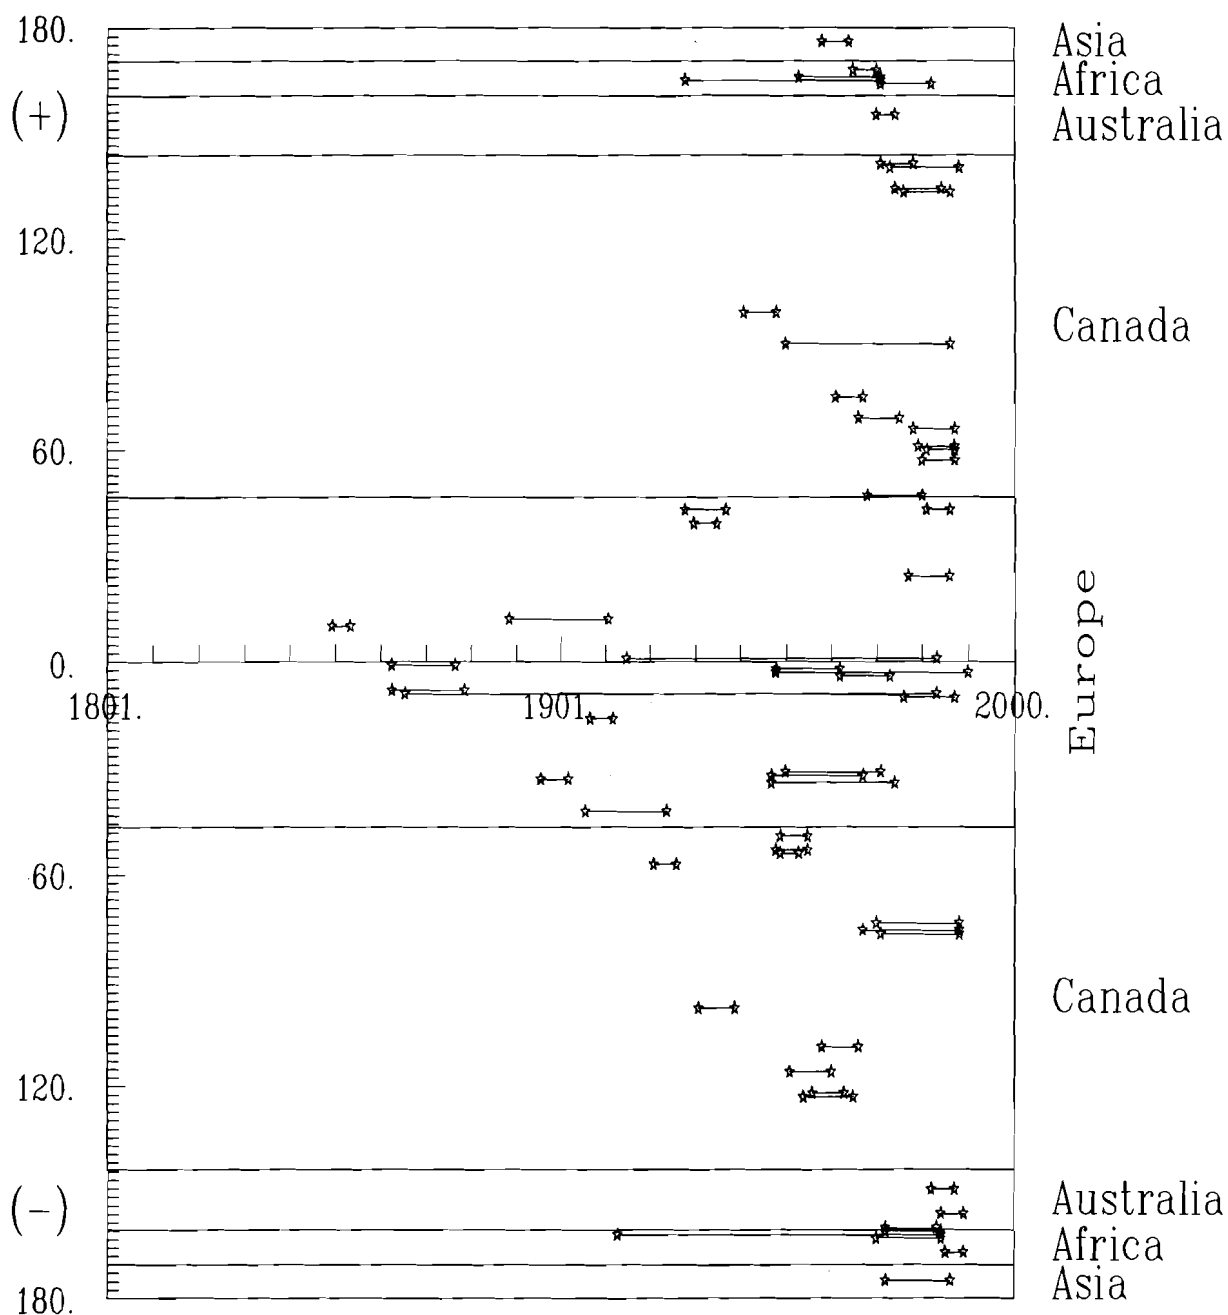 180.
Asia
Africa
(+)
Australia
120.
Canada
60.
Europe
0.
1801.
1901.
2000.
60.
Canada
120.
(-)
Australia
Africa
Asia
180.